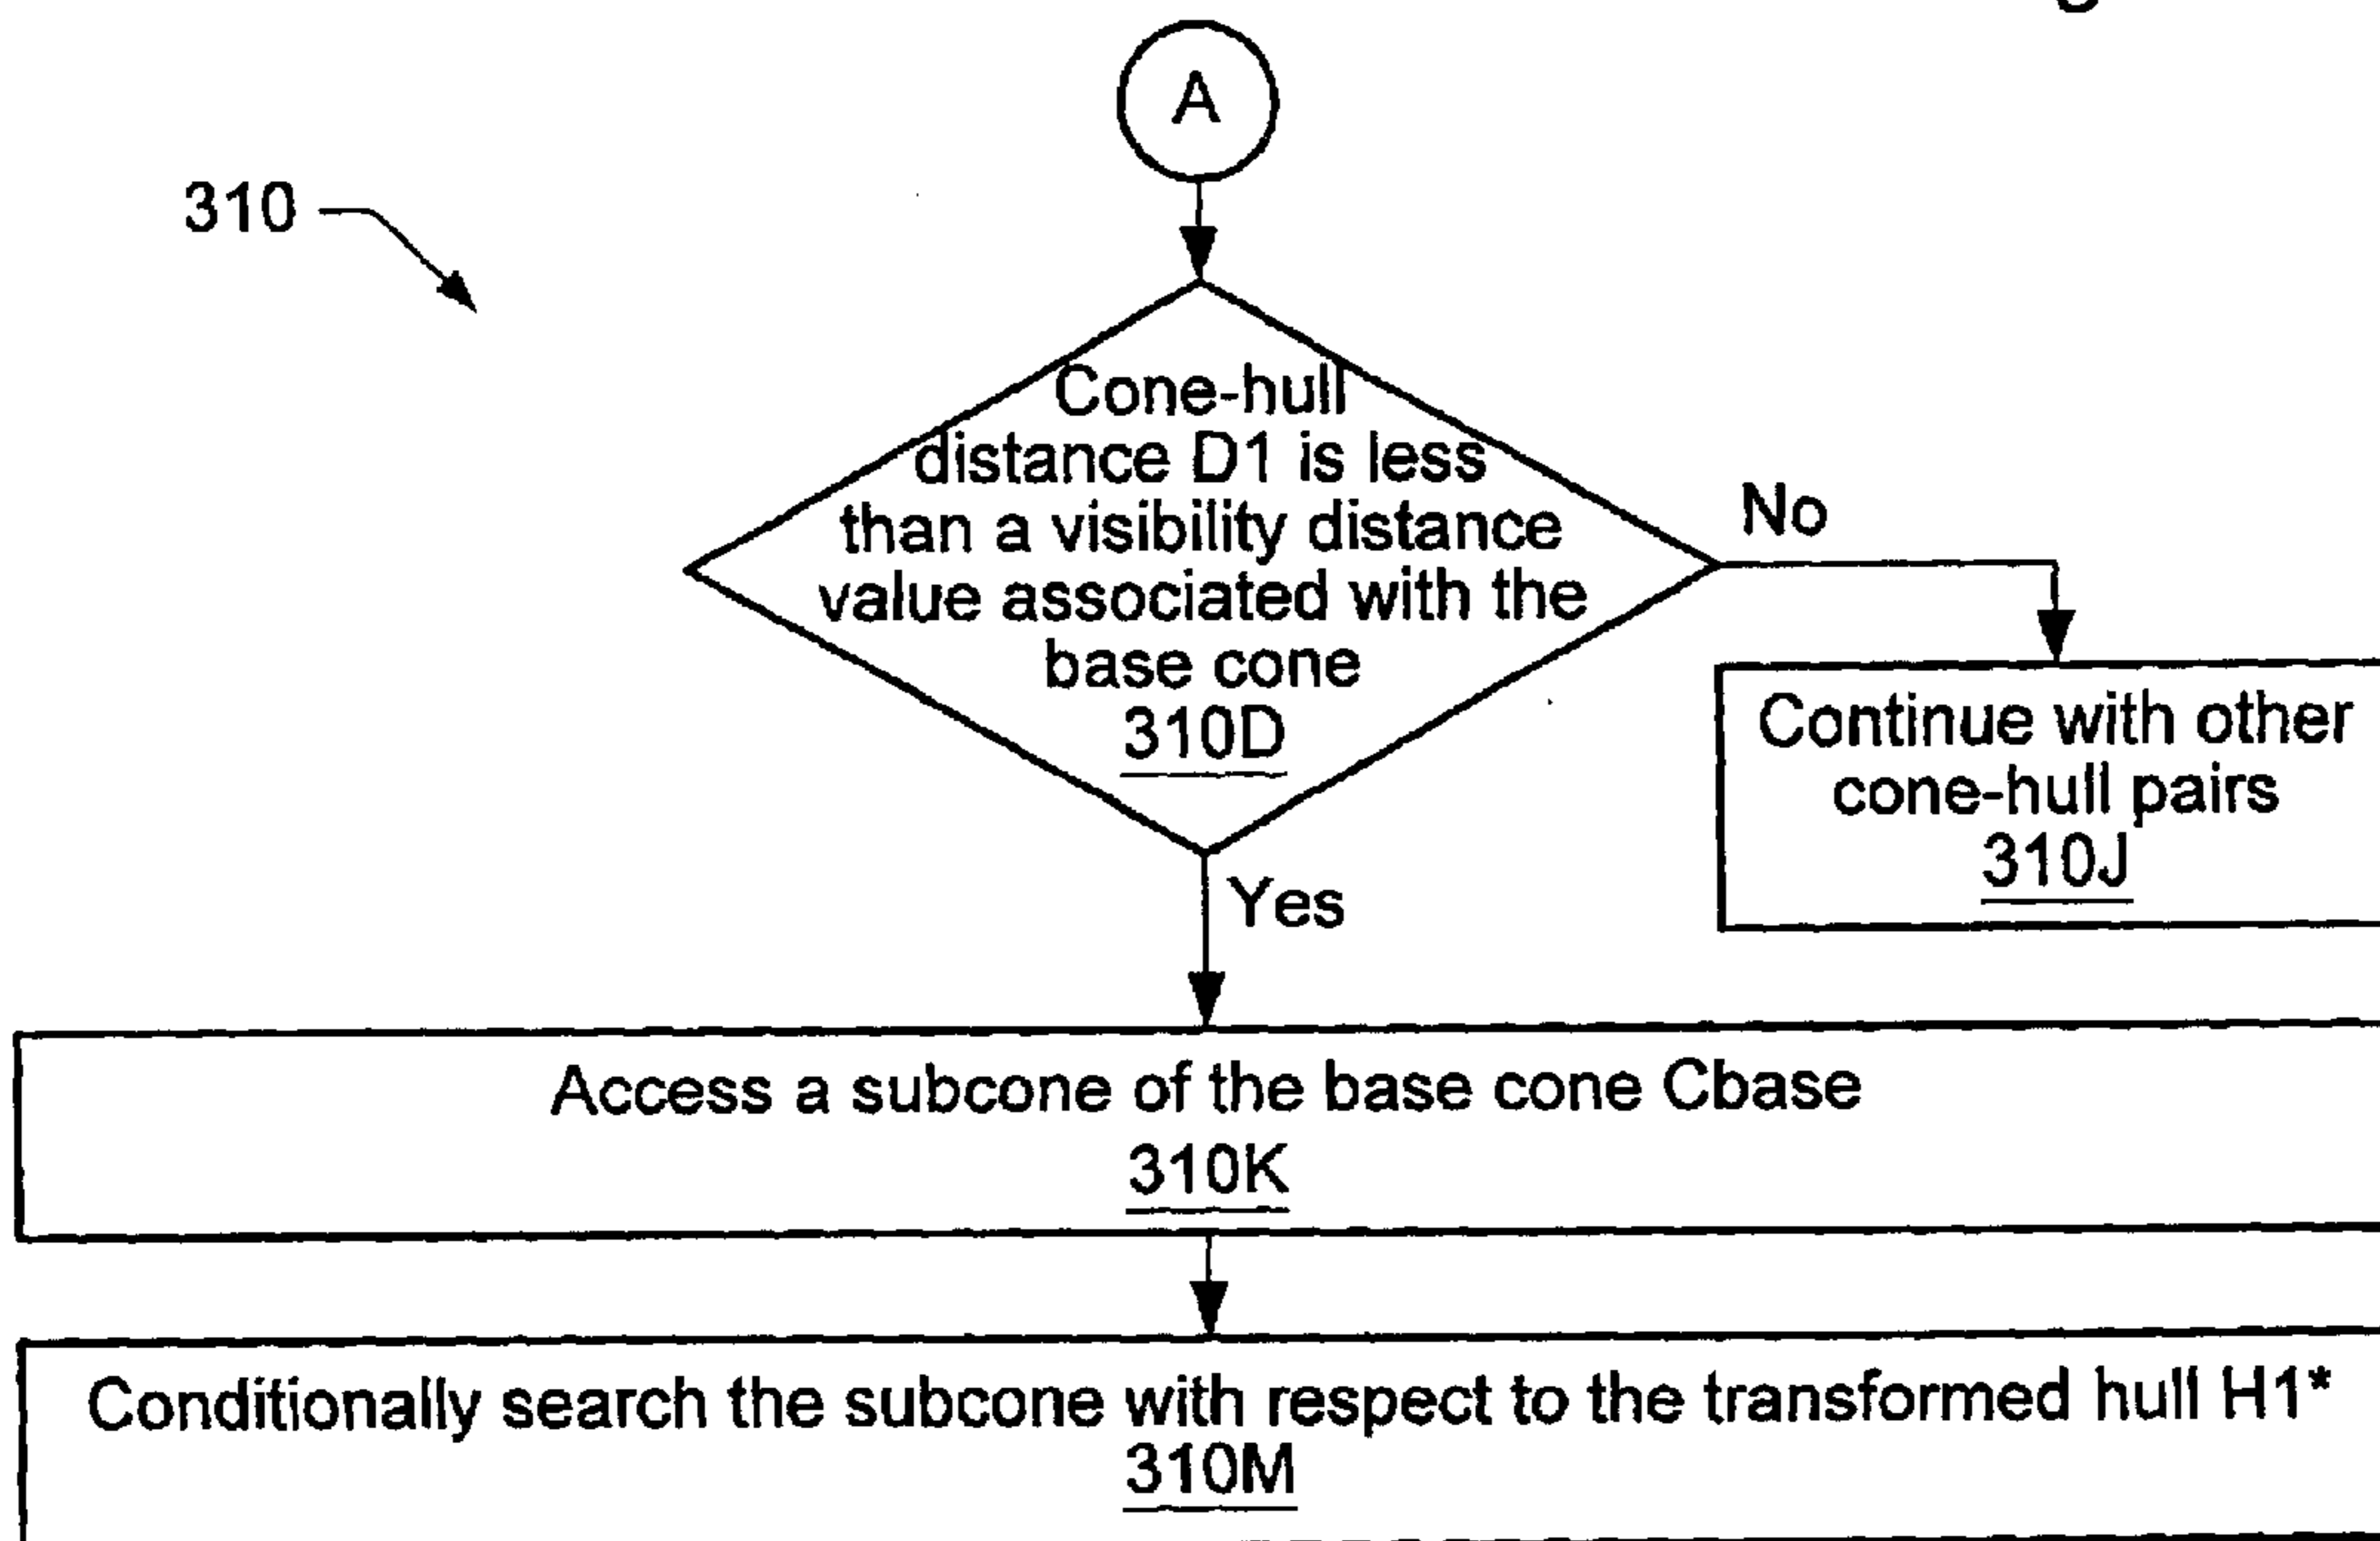 A
310
Cone-hull
distance D1 is less
than a visibility distance
value associated with the
base cone
310D
No
Continue with other
cone-hull pairs
310J
Yes
Access a subcone of the base cone Cbase
310K
Conditionally search the subcone with respect to the transformed hull H1*
310M